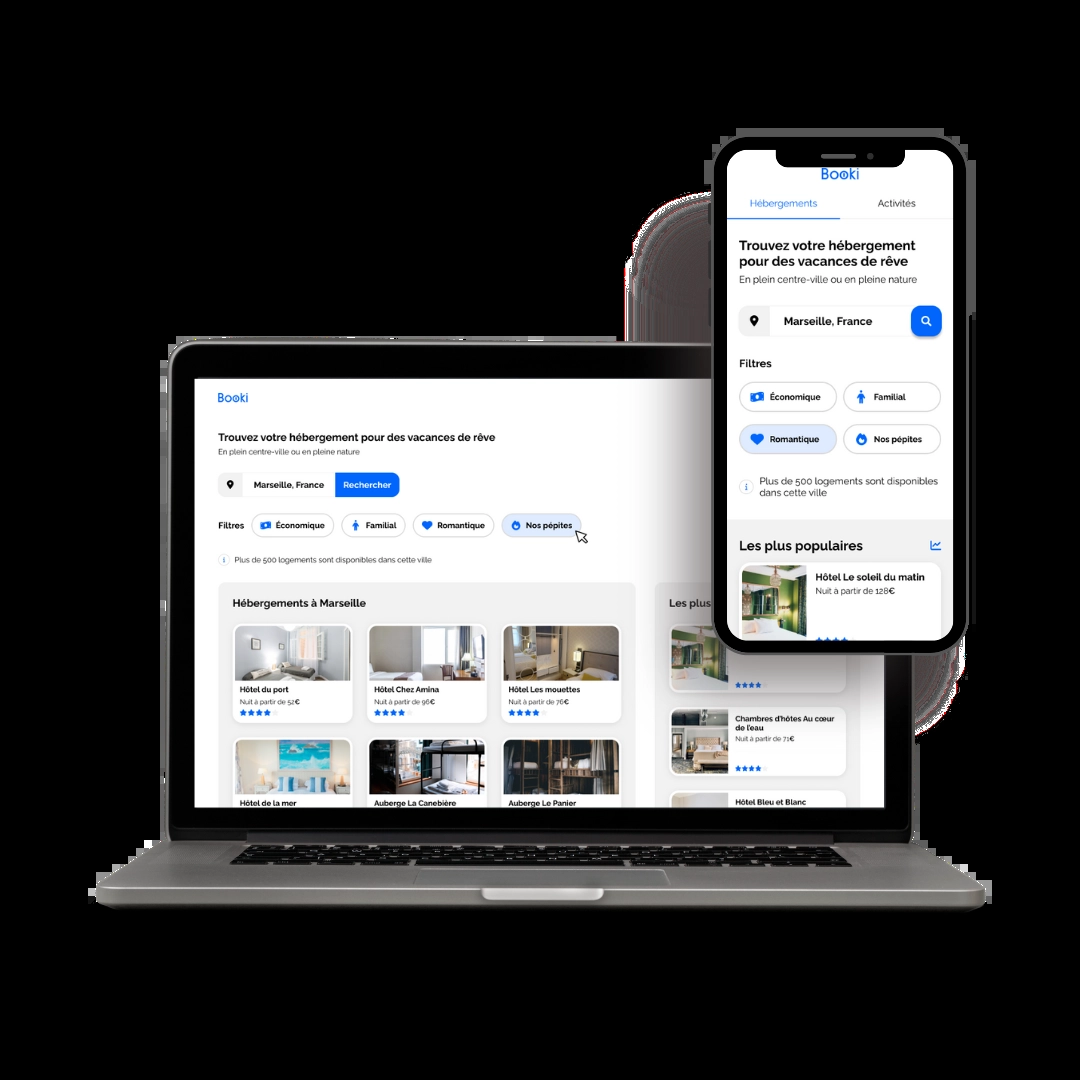 Booki
Trouvez votre hébergement pour des vacances de rêve
En plein centre-ville ou en pleine nature
Marseille, France
Rechercher
Filtres
Économique
Familial
Romantique
Nos pépites
Plus de 500 logements sont disponibles dans cette ville
Hébergements à Marseille
Hôtel du port
Nuit à partir de 52€
Hôtel Chez Amina
Nuit à partir de 96€
Hôtel Les mouettes
Nuit à partir de 76€
Hôtel de la mer
Auberge La Canebière
Auberge Le Panier
Les plus
Chambres d'hôtes Au cœur
de l'eau
Nuit à partir de 71€
Hôtel Bleu et Blanc
Booki
Hébergements
Activités
Trouvez votre hébergement
pour des vacances de rêve
En plein centre-ville ou en pleine nature
Marseille, France
Filtres
Économique
Familial
Romantique
Nos pépites
Plus de 500 logements sont disponibles
dans cette ville
Les plus populaires
Hôtel Le soleil du matin
Nuit à partir de 128€